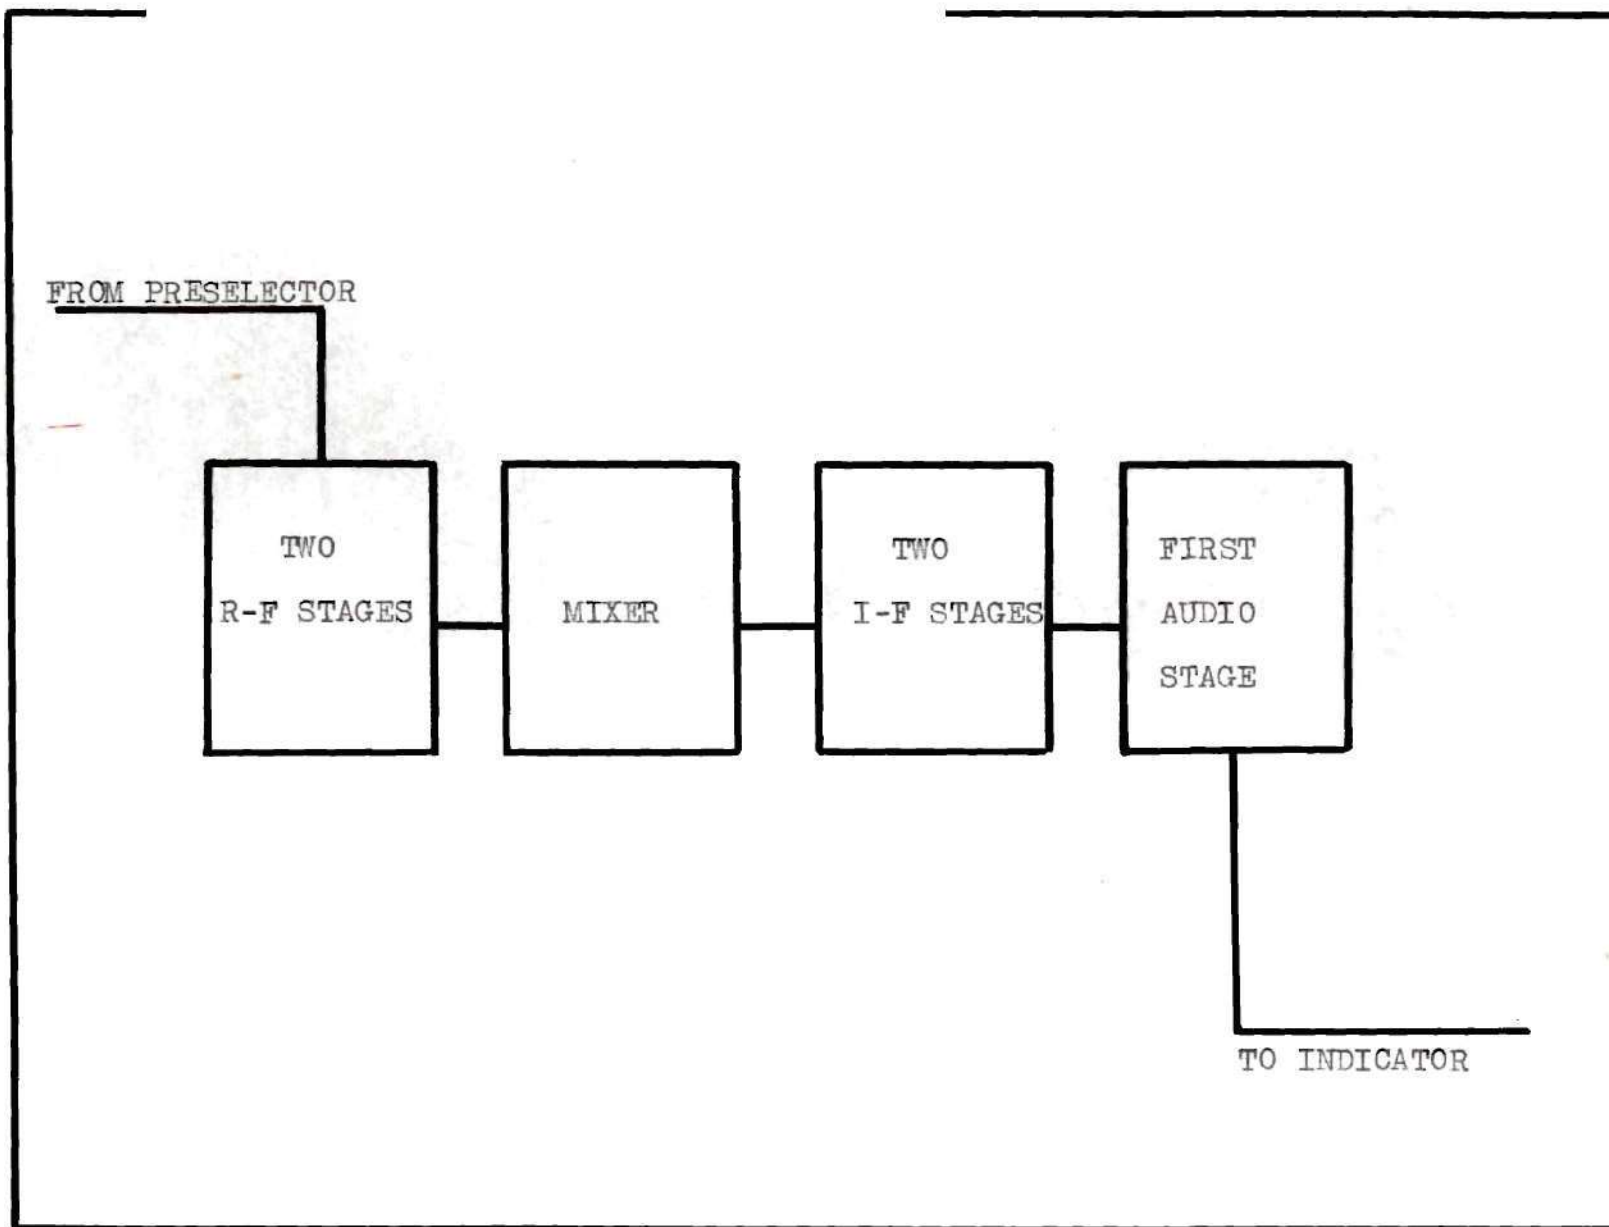 FROM PRESELECTOR
TWO
R-F STAGES
MIXER
TWO
I-F STAGES
FIRST
AUDIO
STAGE
TO INDICATOR